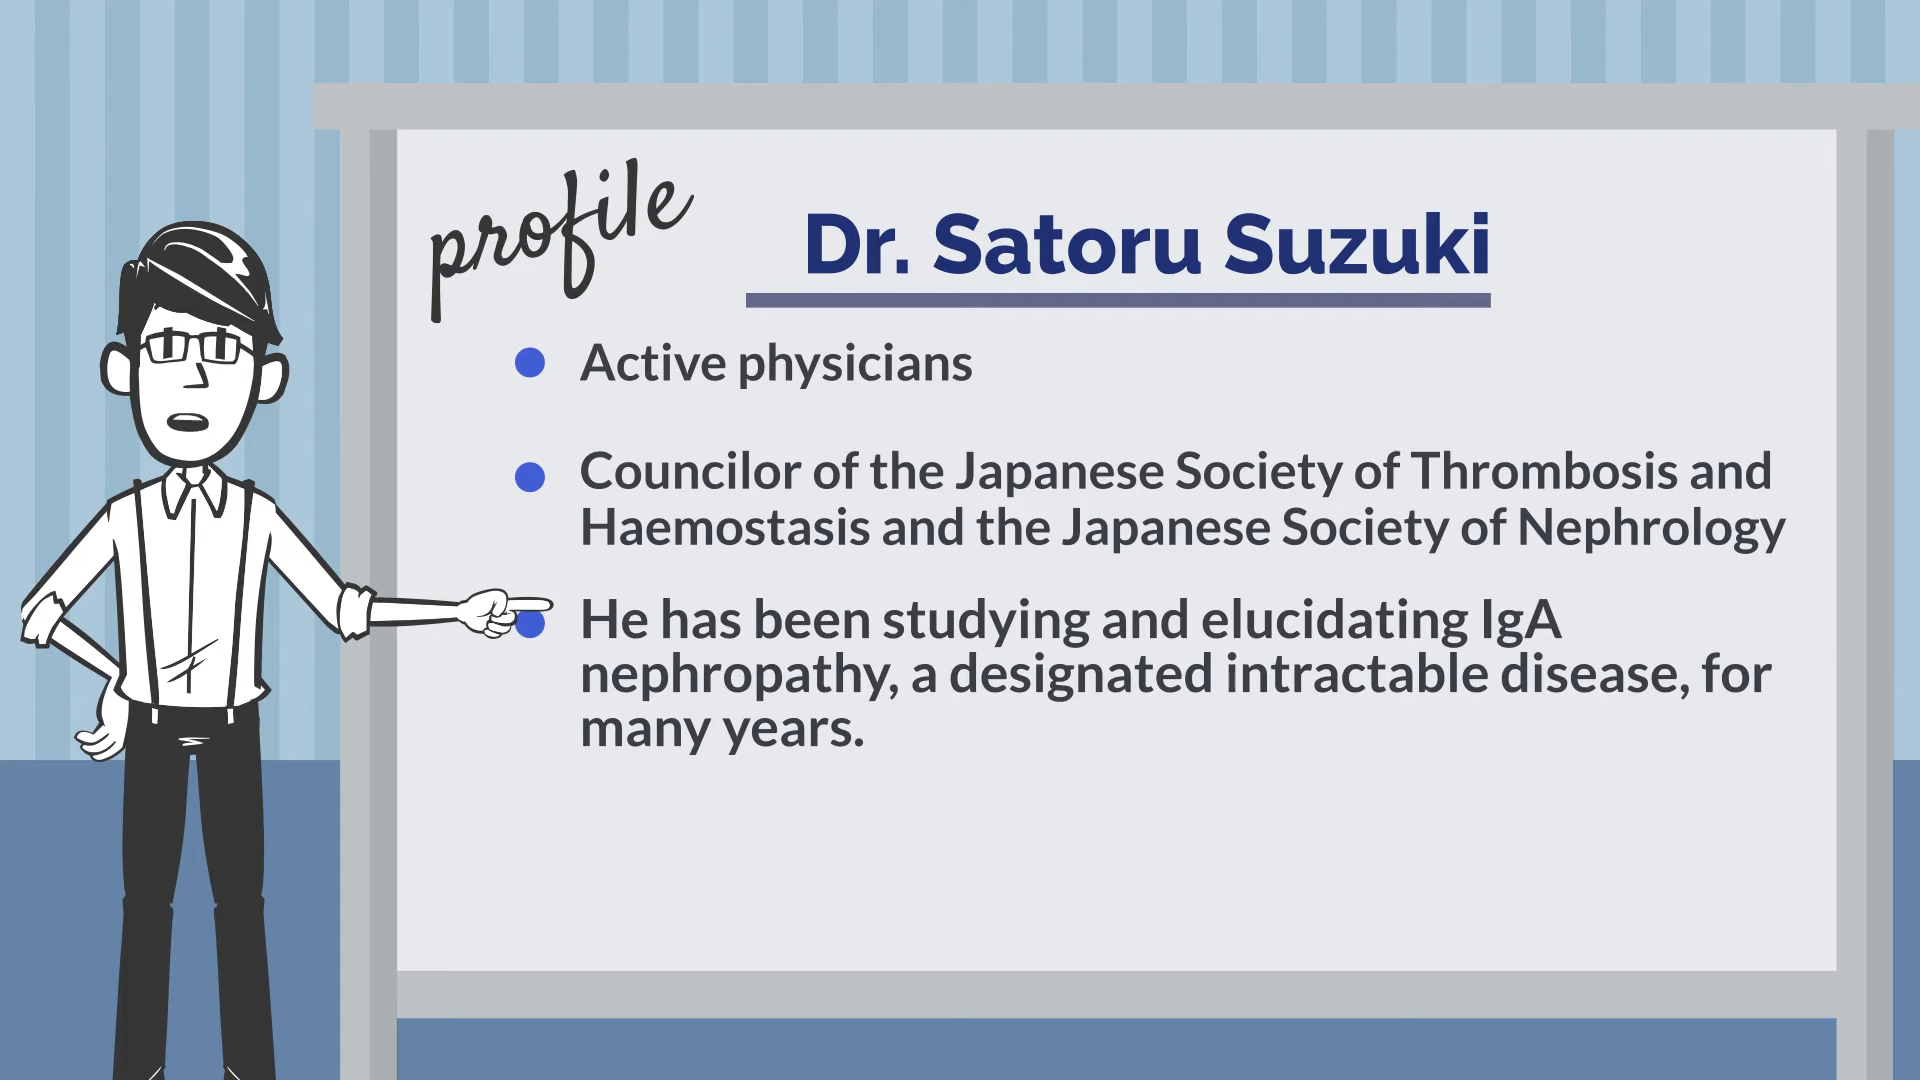 profile
Dr. Satoru Suzuki
Active physicians
Councilor of the Japanese Society of Thrombosis and
Haemostasis and the Japanese Society of Nephrology
He has been studying and elucidating IgA
nephropathy, a designated intractable disease, for
many years.